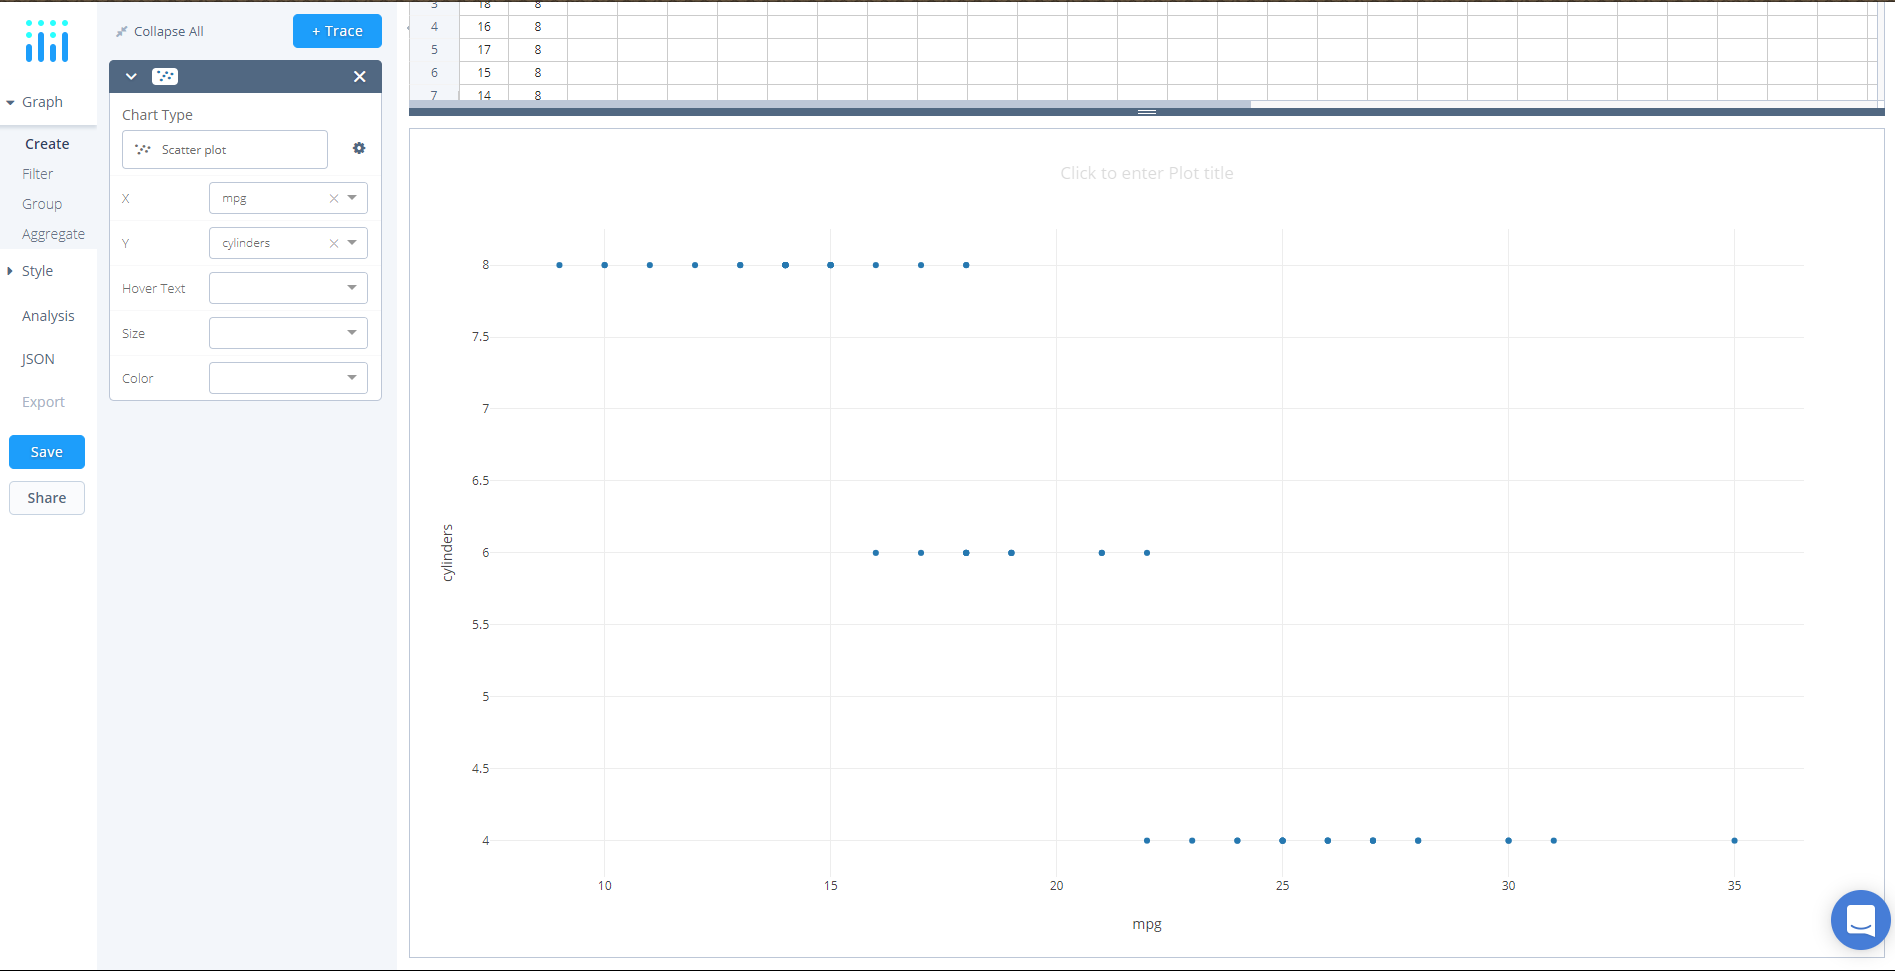 Collapse All
+ Trace
Graph
Create
Filter
Group
Aggregate
Style
Analysis
JSON
Export
Save
Share
Chart Type
Scatter plot
X mpg
Y cylinders
Hover Text
Size
Color
3 18 8
4 16 8
5 17 8
6 15 8
7 14 8
Click to enter Plot title
8
7.5
7
6.5
6
5.5
5
4.5
4
cylinders
10 15 20 25 30 35
mpg